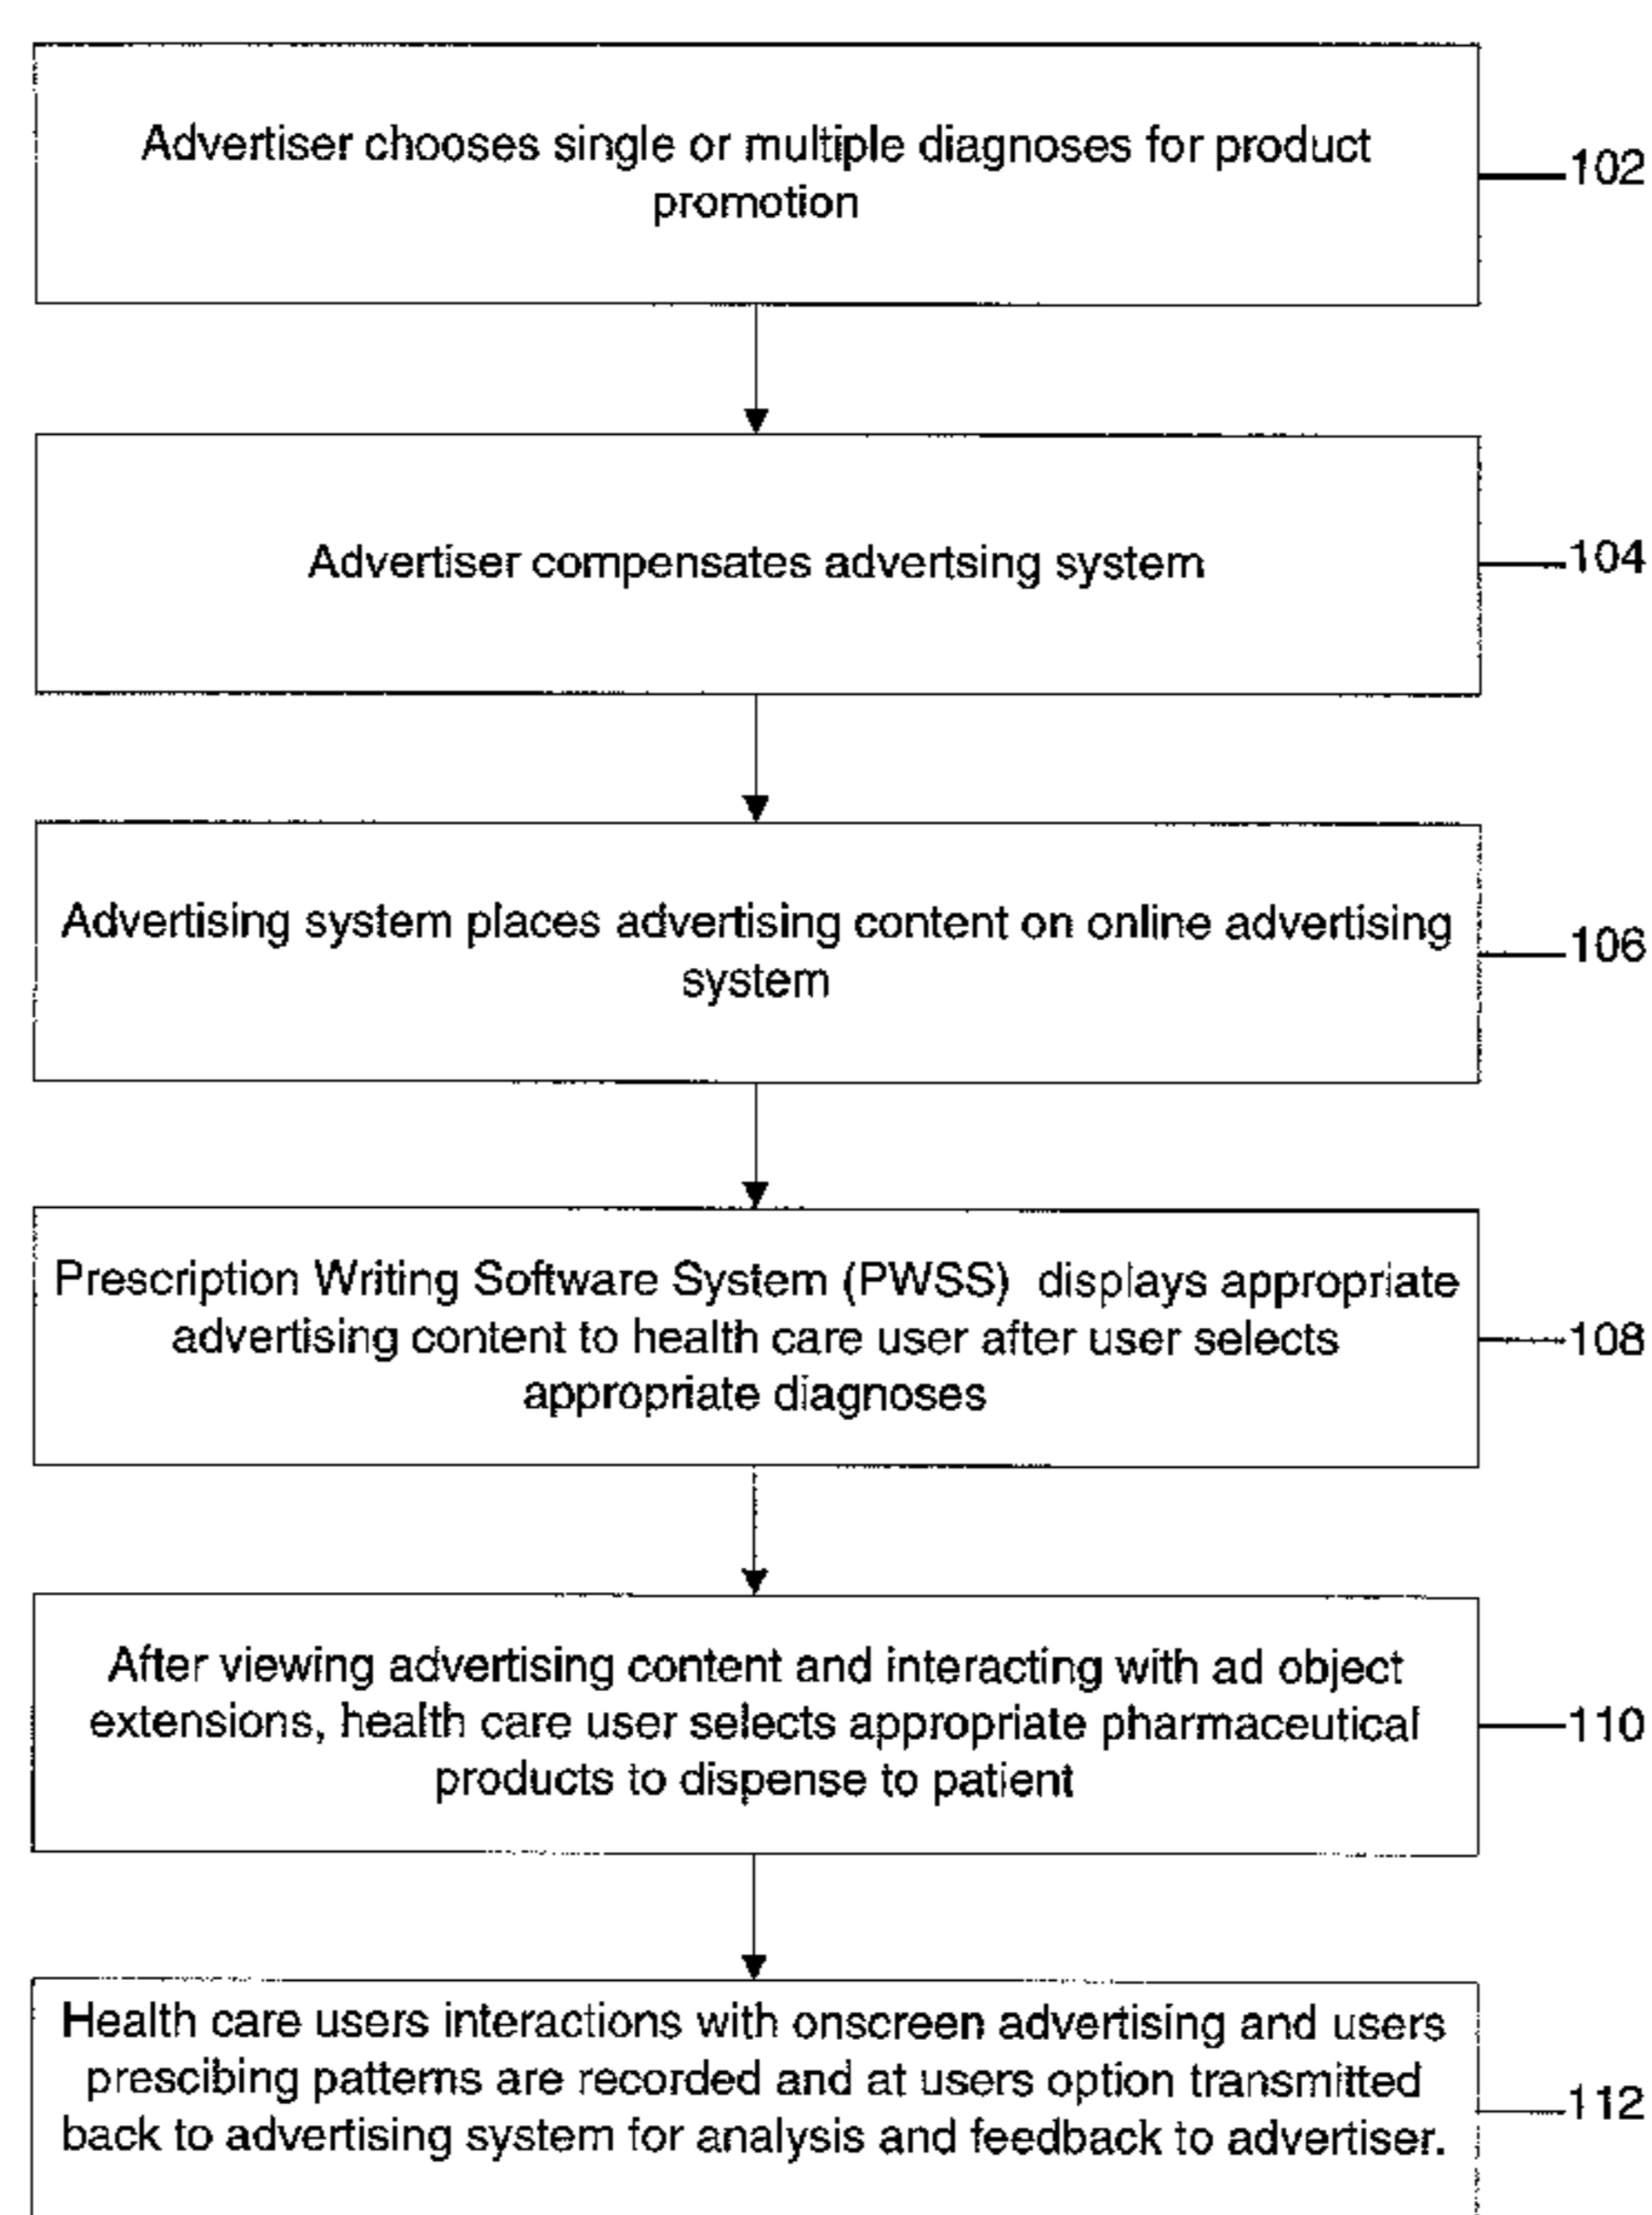 Advertiser chooses single or multiple diagnoses for product
promotion
102
Advertiser compensates advertsing system
104
Advertising system places advertising content on online advertising
system
106
Prescription Writing Software System (PWSS) displays appropriate
advertising content to health care user after user selects
appropriate diagnoses
108
After viewing advertising content and interacting with ad object
extensions, health care user selects appropriate pharmaceutical
products to dispense to patient
110
Health care users interactions with onscreen advertising and users
prescibing patterns are recorded and at users option transmitted
back to advertising system for analysis and feedback to advertiser.
112